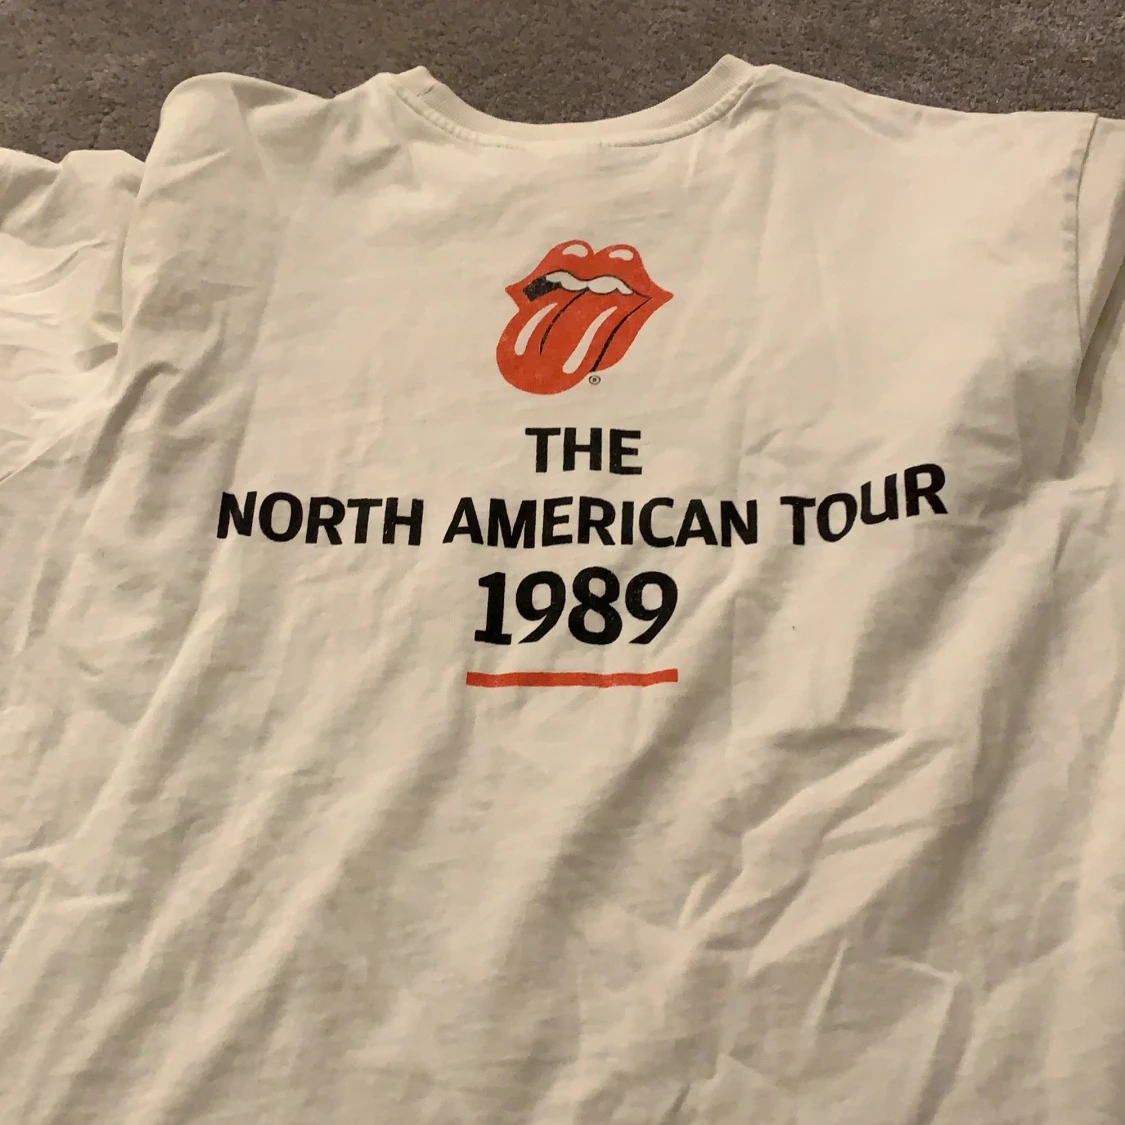 ®
THE
NORTH AMERICAN TOUR
1989